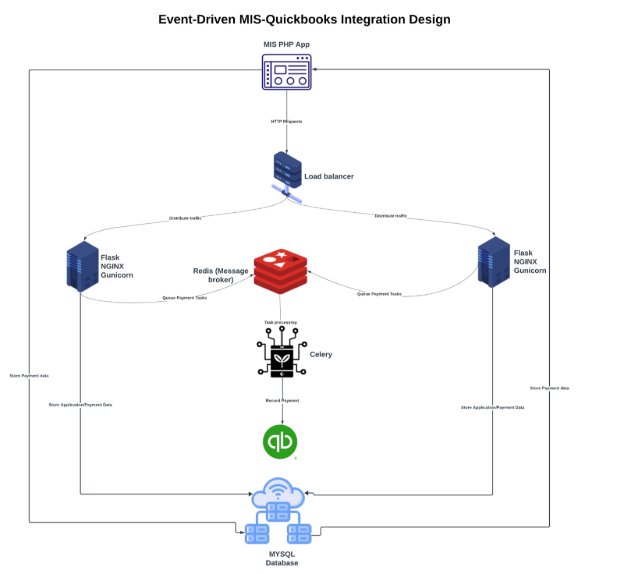 Event-Driven MIS-Quickbooks Integration Design
MIS PHP App
HTTP Requests
Load balancer
Distribute traffic
Distribute traffic
Flask
NGINX
Gunicorn
Redis (Message
broker)
Flask
NGINX
Gunicorn
Queue Payment Tasks
Queue Payment Tasks
Task processing
Celery
Store Payment data
Store Payment data
Record Payment
Store Application/Payment Data
Store Application/Payment Data
qb
MYSQL
Database